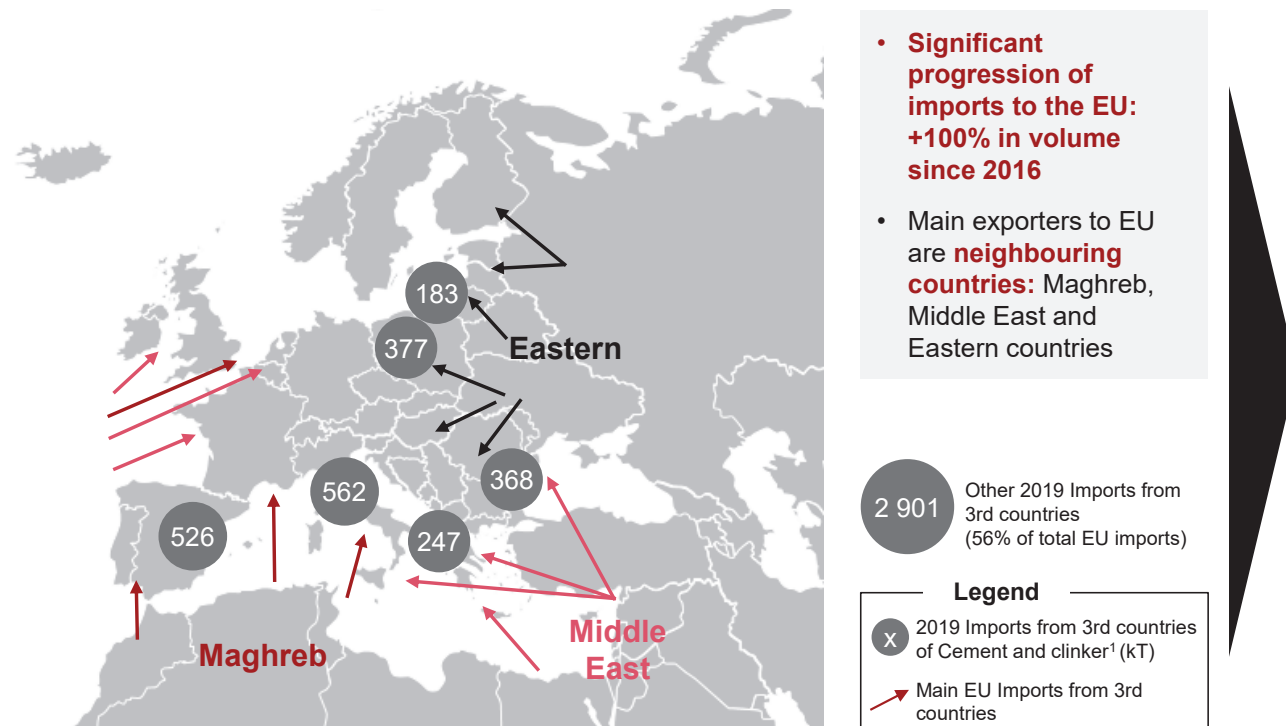 183
377
Eastern
562
368
526
247
Maghreb
Middle
East
• Significant
progression of
imports to the EU:
+100% in volume
since 2016
• Main exporters to EU
are neighbouring
countries: Maghreb,
Middle East and
Eastern countries
2 901
Other 2019 Imports from
3rd countries
(56% of total EU imports)
Legend
x
2019 Imports from 3rd countries
of Cement and clinker¹ (kT)
Main EU Imports from 3rd
countries